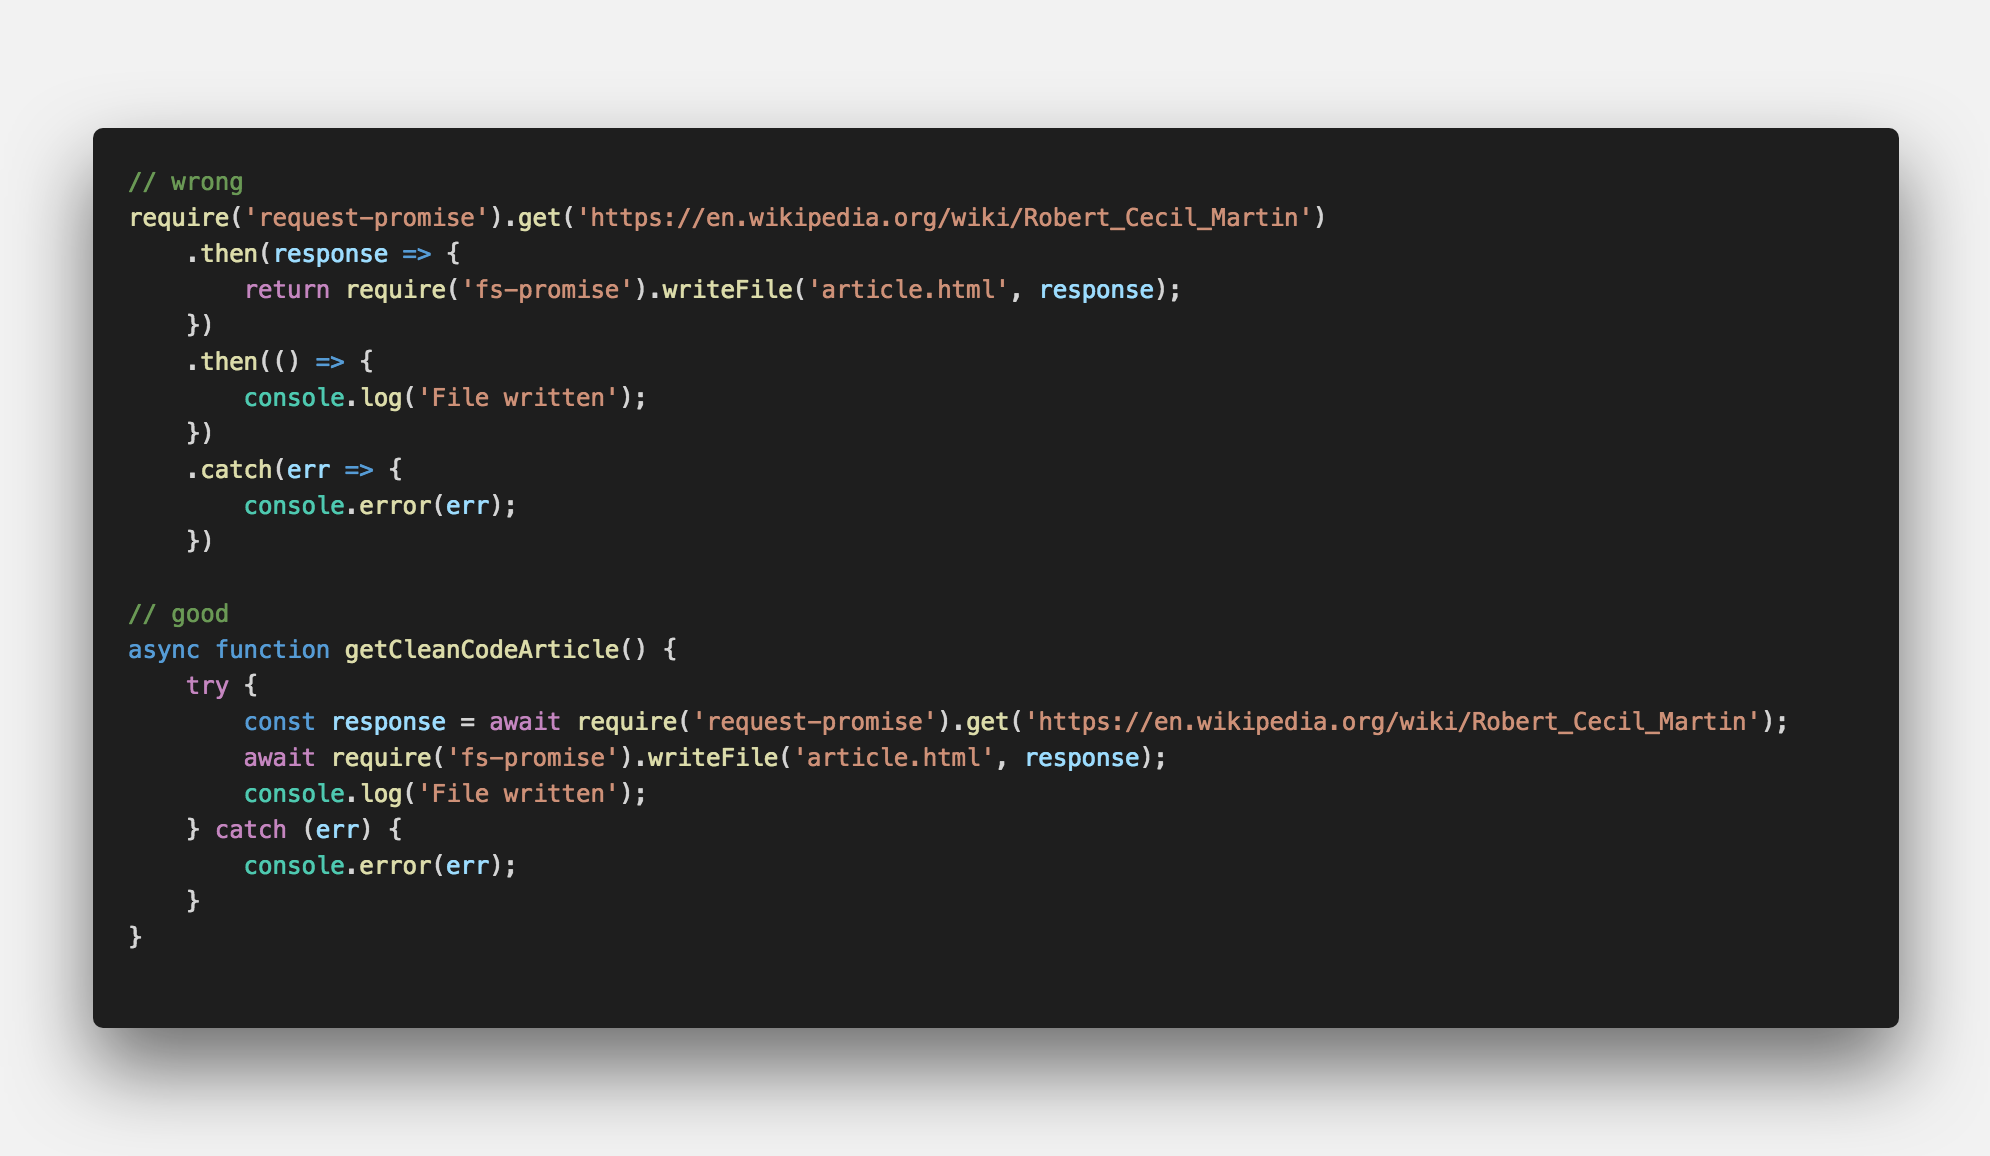 // wrong
require('request-promise').get('https://en.wikipedia.org/wiki/Robert_Cecil_Martin')
    .then(response => {
        return require('fs-promise').writeFile('article.html', response);
    })
    .then(() => {
        console.log('File written');
    })
    .catch(err => {
        console.error(err);
    })

// good
async function getCleanCodeArticle() {
    try {
        const response = await require('request-promise').get('https://en.wikipedia.org/wiki/Robert_Cecil_Martin');
        await require('fs-promise').writeFile('article.html', response);
        console.log('File written');
    } catch (err) {
        console.error(err);
    }
}